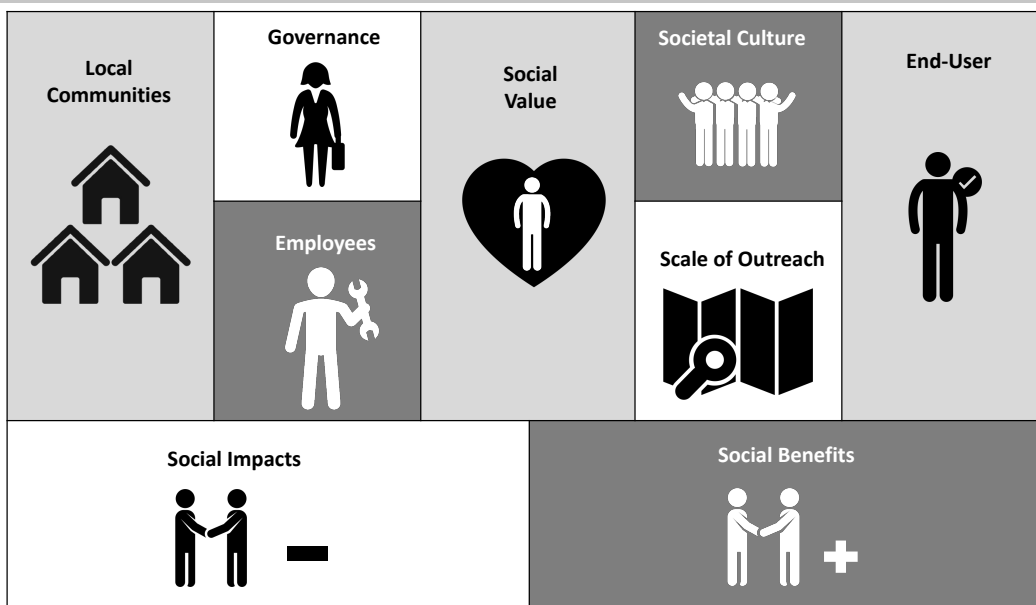 Local
Communities
Governance
Employees
Social
Value
Societal Culture
Scale of Outreach
End-User
Social Impacts
Social Benefits